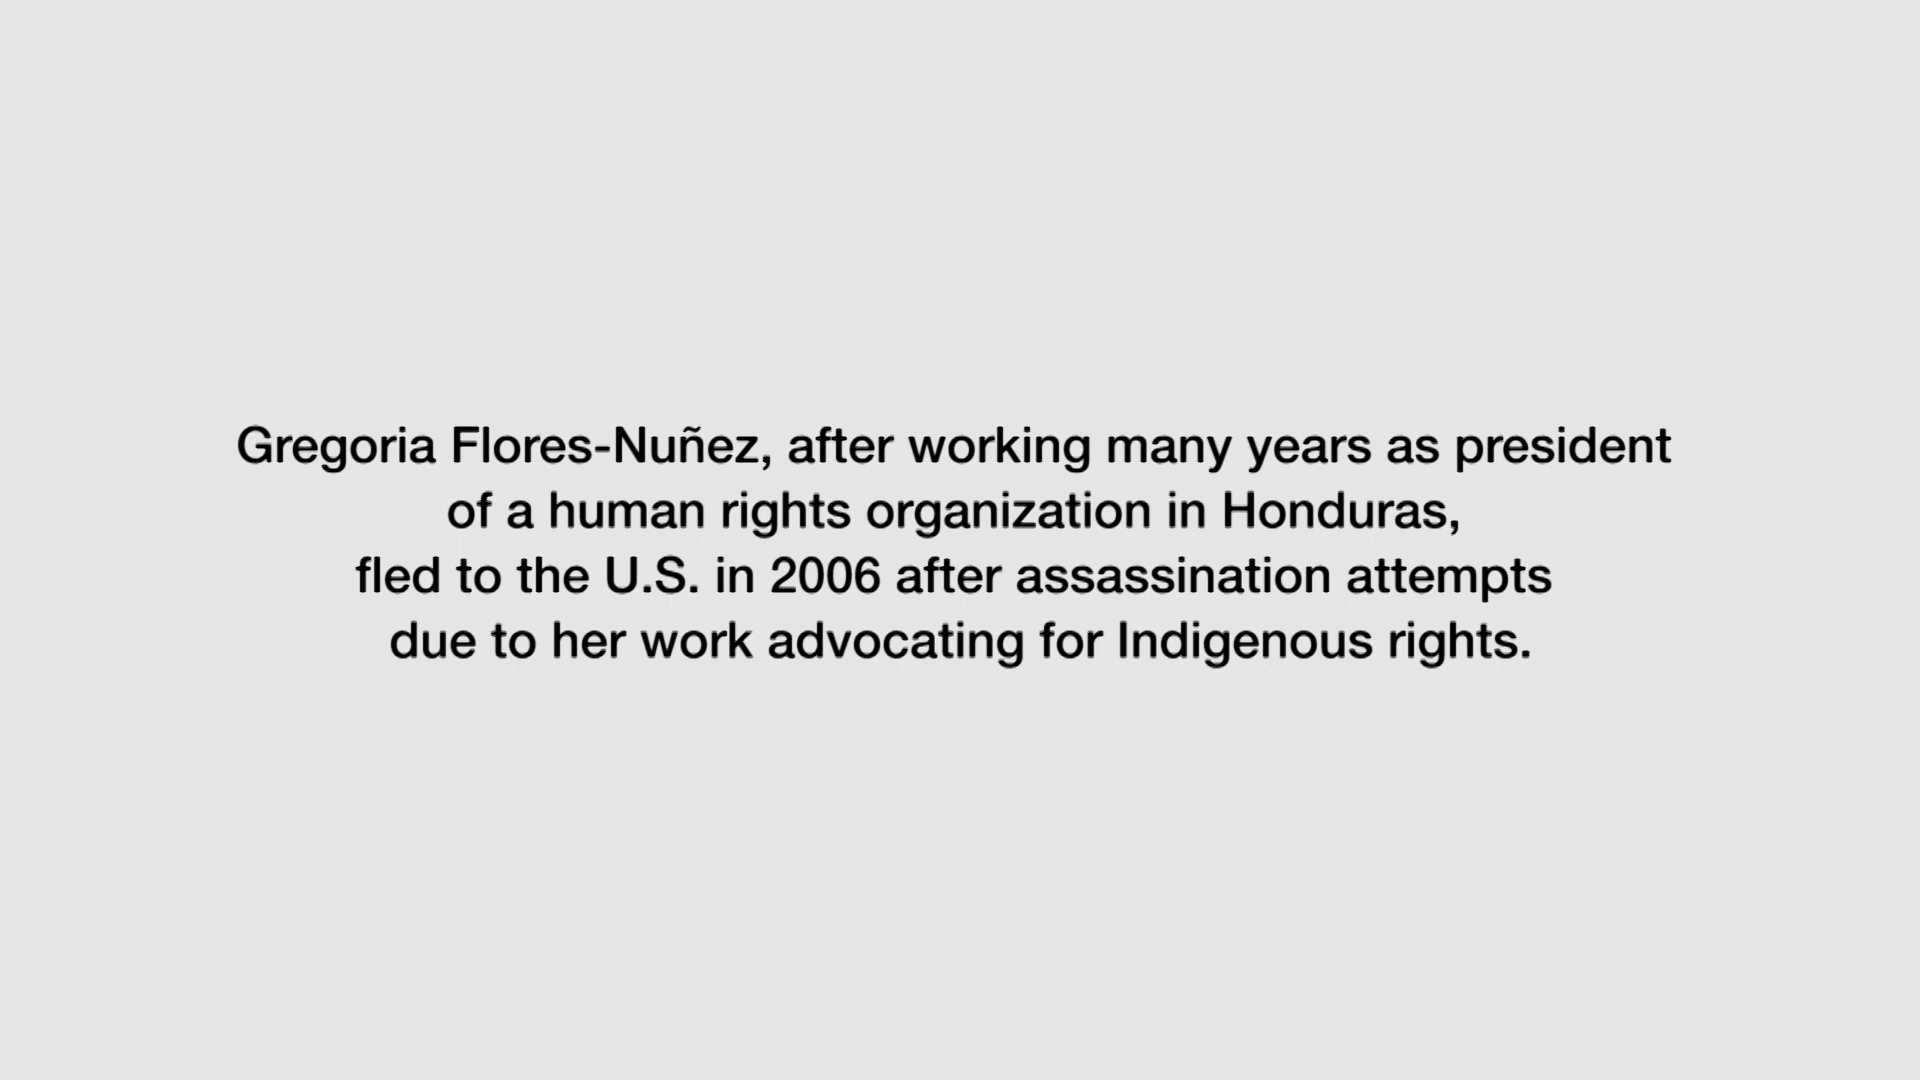 Gregoria Flores-Nuñez, after working many years as president
of a human rights organization in Honduras,
fled to the U.S. in 2006 after assassination attempts
due to her work advocating for Indigenous rights.